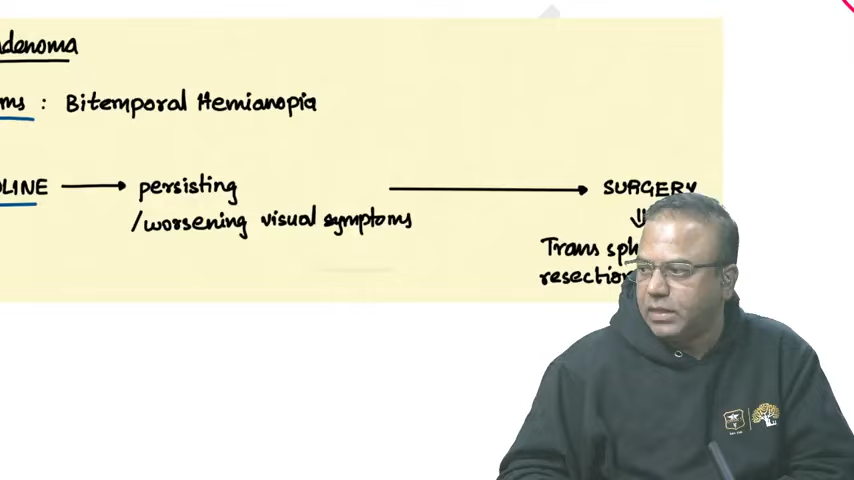 denoma
ms : Bitemporal Hemianopia
OLINE → persisting → SURGERY
/worsening visual symptoms ⇓
Trans sph
resection